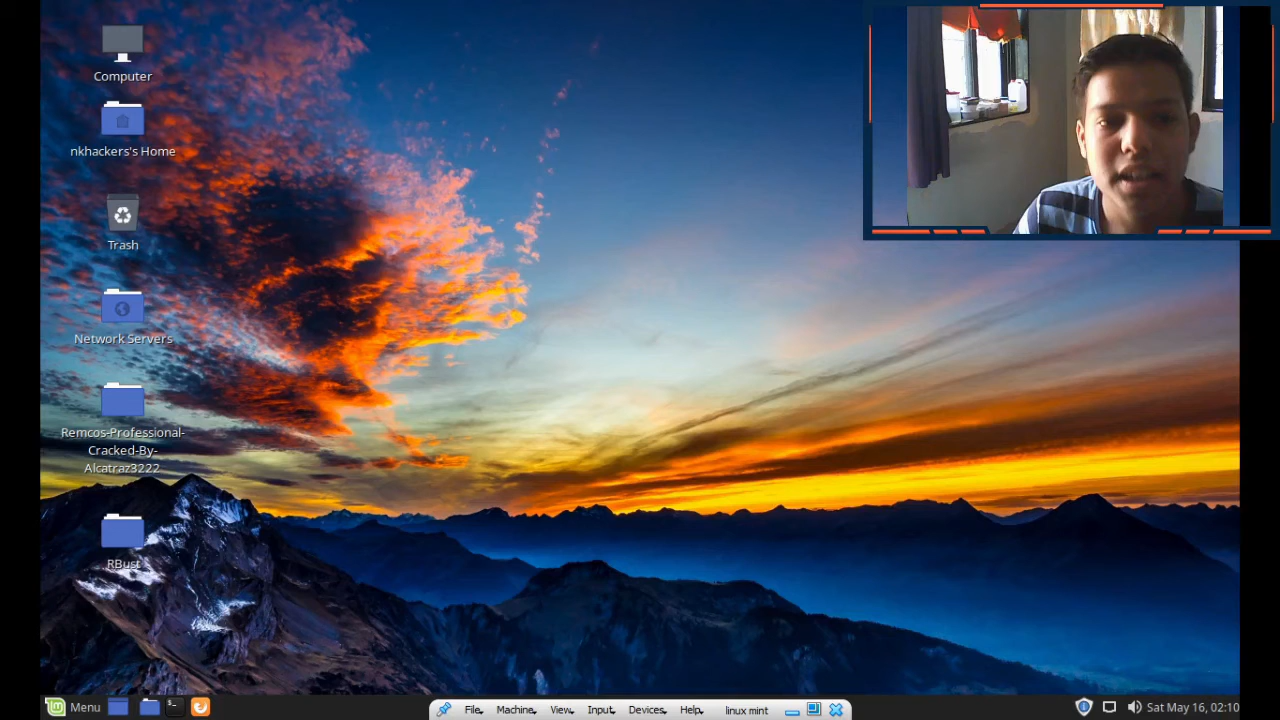 Computer
nkhackers's Home
Trash
Network Servers
Remcos-Professional-
Cracked-By-
Alcatraz3222
RBust
Menu
File
Machine
View
Input
Devices
Help
linux mint
Sat May 16, 02:10